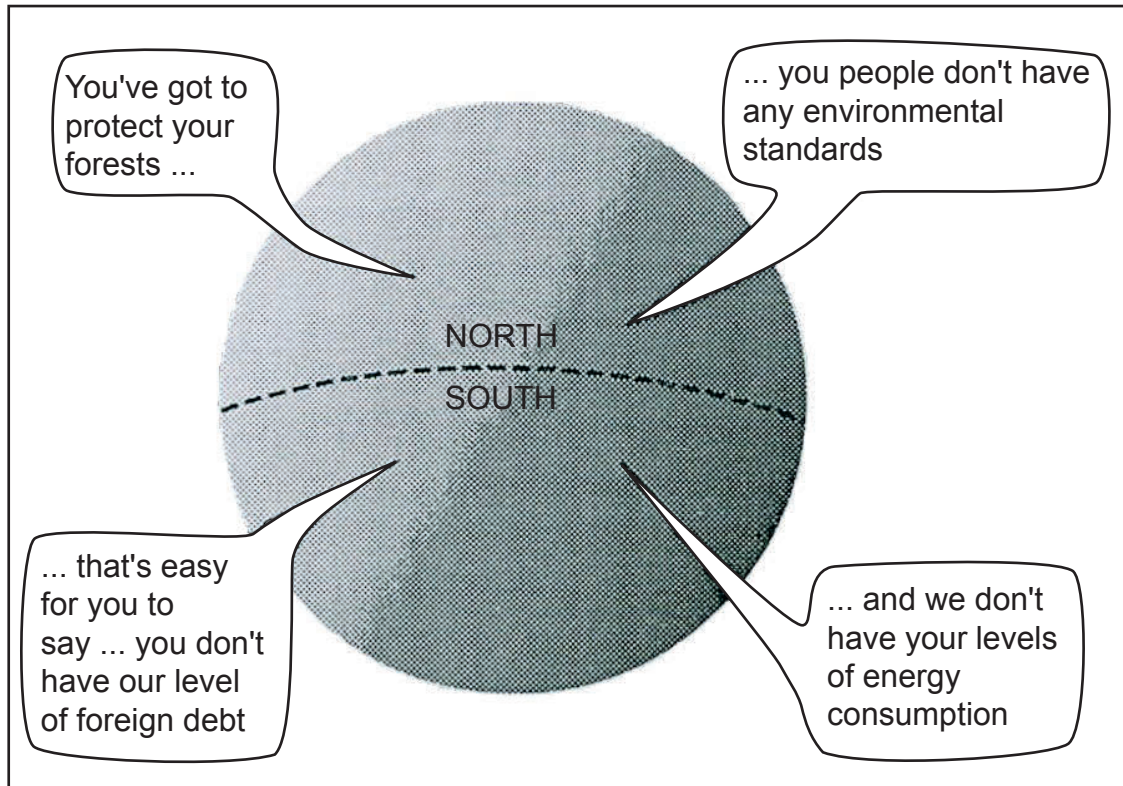 You've got to
protect your
forests ...
... you people don't have
any environmental
standards
NORTH
SOUTH
... that's easy
for you to
say ... you don't
have our level
of foreign debt
... and we don't
have your levels
of energy
consumption